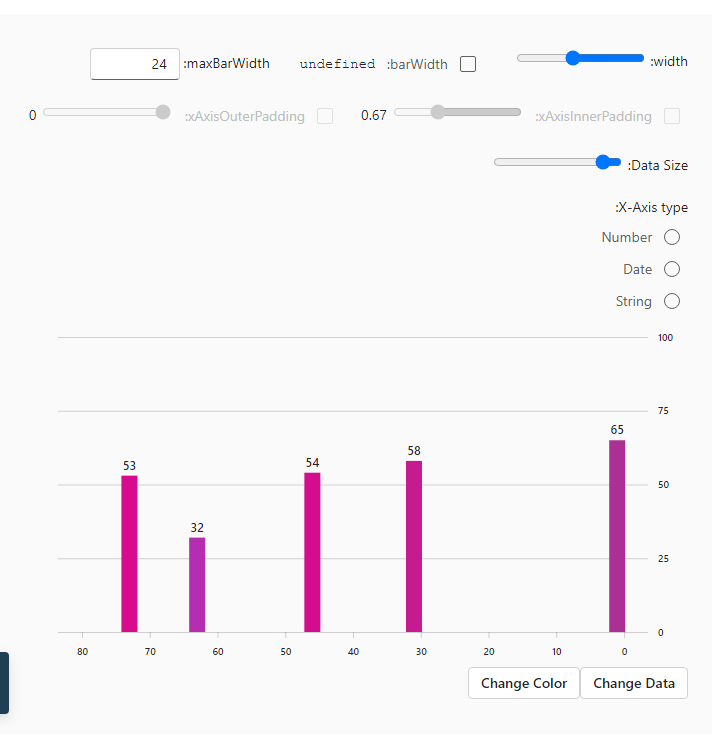 width:
barWidth: undefined
maxBarWidth: 24
xAxisInnerPadding: 0.67
xAxisOuterPadding: 0
Data Size:
X-Axis type:
Number
Date
String
100
75
50
25
0
53
32
54
58
65
80 70 60 50 40 30 20 10 0
Change Color Change Data